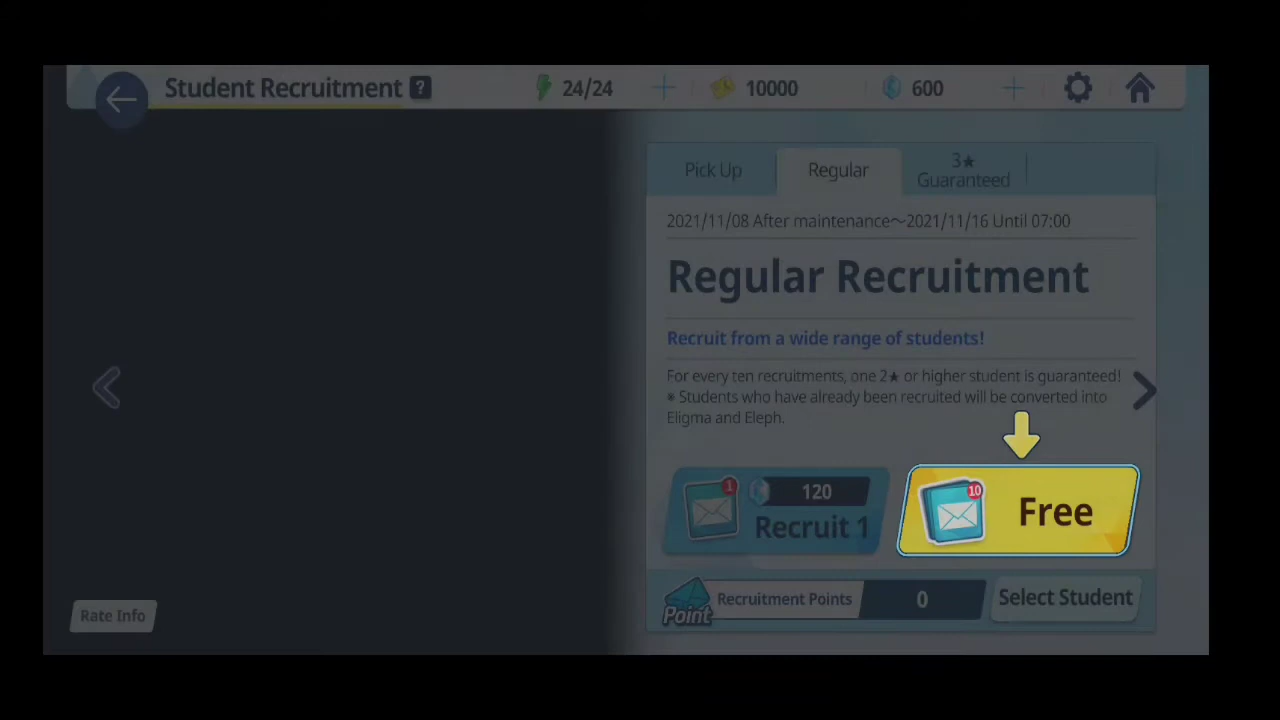 Student Recruitment ?
24/24
10000
600
Pick Up
Regular
3★
Guaranteed
2021/11/08 After maintenance～2021/11/16 Until 07:00
Regular Recruitment
Recruit from a wide range of students!
For every ten recruitments, one 2★ or higher student is guaranteed!
※ Students who have already been recruited will be converted into
Eligma and Eleph.
1
120
Recruit 1
10
Free
Point
Recruitment Points
0
Select Student
Rate Info